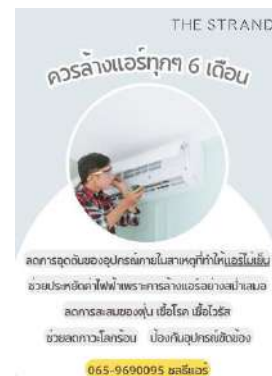 THE STRAND
ควรล้างแอร์ทุกๆ 6 เดือน
ลดการอุดตันของอุปกรณ์ภายในสาเหตุที่ทำให้แอร์ไม่เย็น
ช่วยประหยัดค่าไฟฟ้าเพราะการล้างแอร์อย่างสม่ำเสมอ
ลดการสะสมของฝุ่น เชื้อโรค เชื้อไวรัส
ช่วยลดภาวะโลกร้อน ป้องกันอุปกรณ์ขัดข้อง
065-9690095 ชลธีแอร์